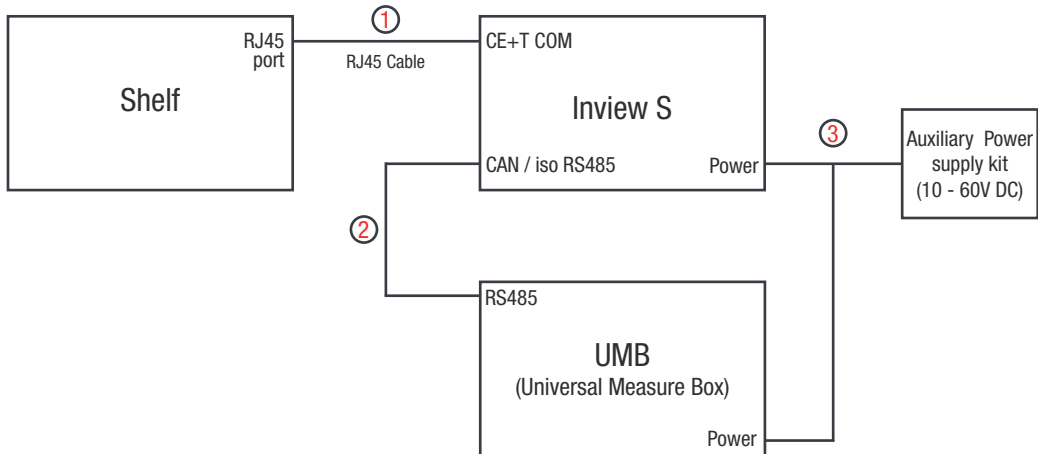 RJ45
port
Shelf
1
RJ45 Cable
CE+T COM
Inview S
CAN / iso RS485
Power
3
Auxiliary Power
supply kit
(10 - 60V DC)
2
RS485
UMB
(Universal Measure Box)
Power